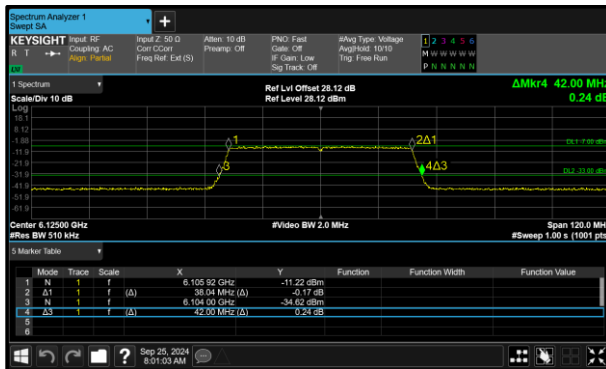 Spectrum Analyzer 1
Swept SA
+
KEYSIGHT Input: RF Input Z: 50 Ω Atten: 10 dB PNO: Fast #Avg Type: Voltage 1 2 3 4 5 6
R T Coupling: AC Corr CCorr Preamp: Off Gate: Off Avg|Hold: 10/10 M W W W W W
Align: Partial Freq Ref: Ext (S) IF Gain: Low Trig: Free Run P N N N N N
Sig Track: Off
1 Spectrum Ref Lvl Offset 28.12 dB ΔMkr4 42.00 MHz
Scale/Div 10 dB Ref Level 28.12 dBm 0.24 dB
Log
18.1
8.12
-1.88 1 2Δ1 DL1 -7.00 dBm
-11.9
-21.9 3 4Δ3
-31.9 DL2 -33.00 dBm
-41.9
-51.9
-61.9
Center 6.12500 GHz #Video BW 2.0 MHz Span 120.0 MHz
#Res BW 510 kHz #Sweep 1.00 s (1001 pts
5 Marker Table
Mode Trace Scale X Y Function Function Width Function Value
1 N 1 f 6.105 92 GHz -11.22 dBm
2 Δ1 1 f (Δ) 38.04 MHz (Δ) -0.17 dB
3 N 1 f 6.104 00 GHz -34.62 dBm
4 Δ3 1 f (Δ) 42.00 MHz (Δ) 0.24 dB
5
6
? Sep 25, 2024
8:01:03 AM